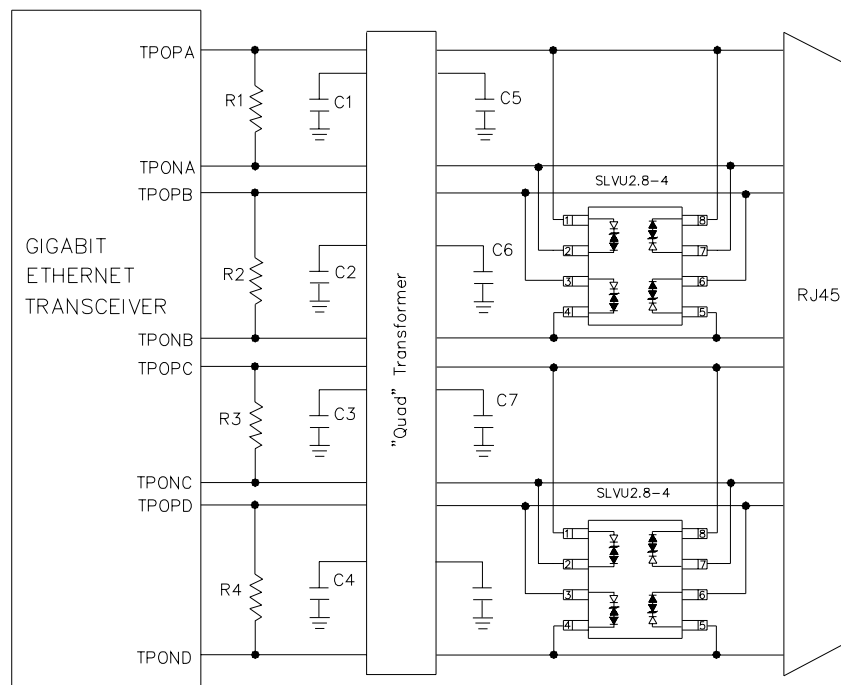 TPOPA
R1
C1
C5
TPONA
TPOPB
SLVU2.8-4
1
8
2
7
GIGABIT
ETHERNET
TRANSCEIVER
R2
C2
C6
3
6
4
5
RJ45
"Quad" Transformer
TPONB
TPOPC
R3
C3
C7
TPONC
TPOPD
SLVU2.8-4
1
8
2
7
R4
C4
3
6
4
5
TPOND